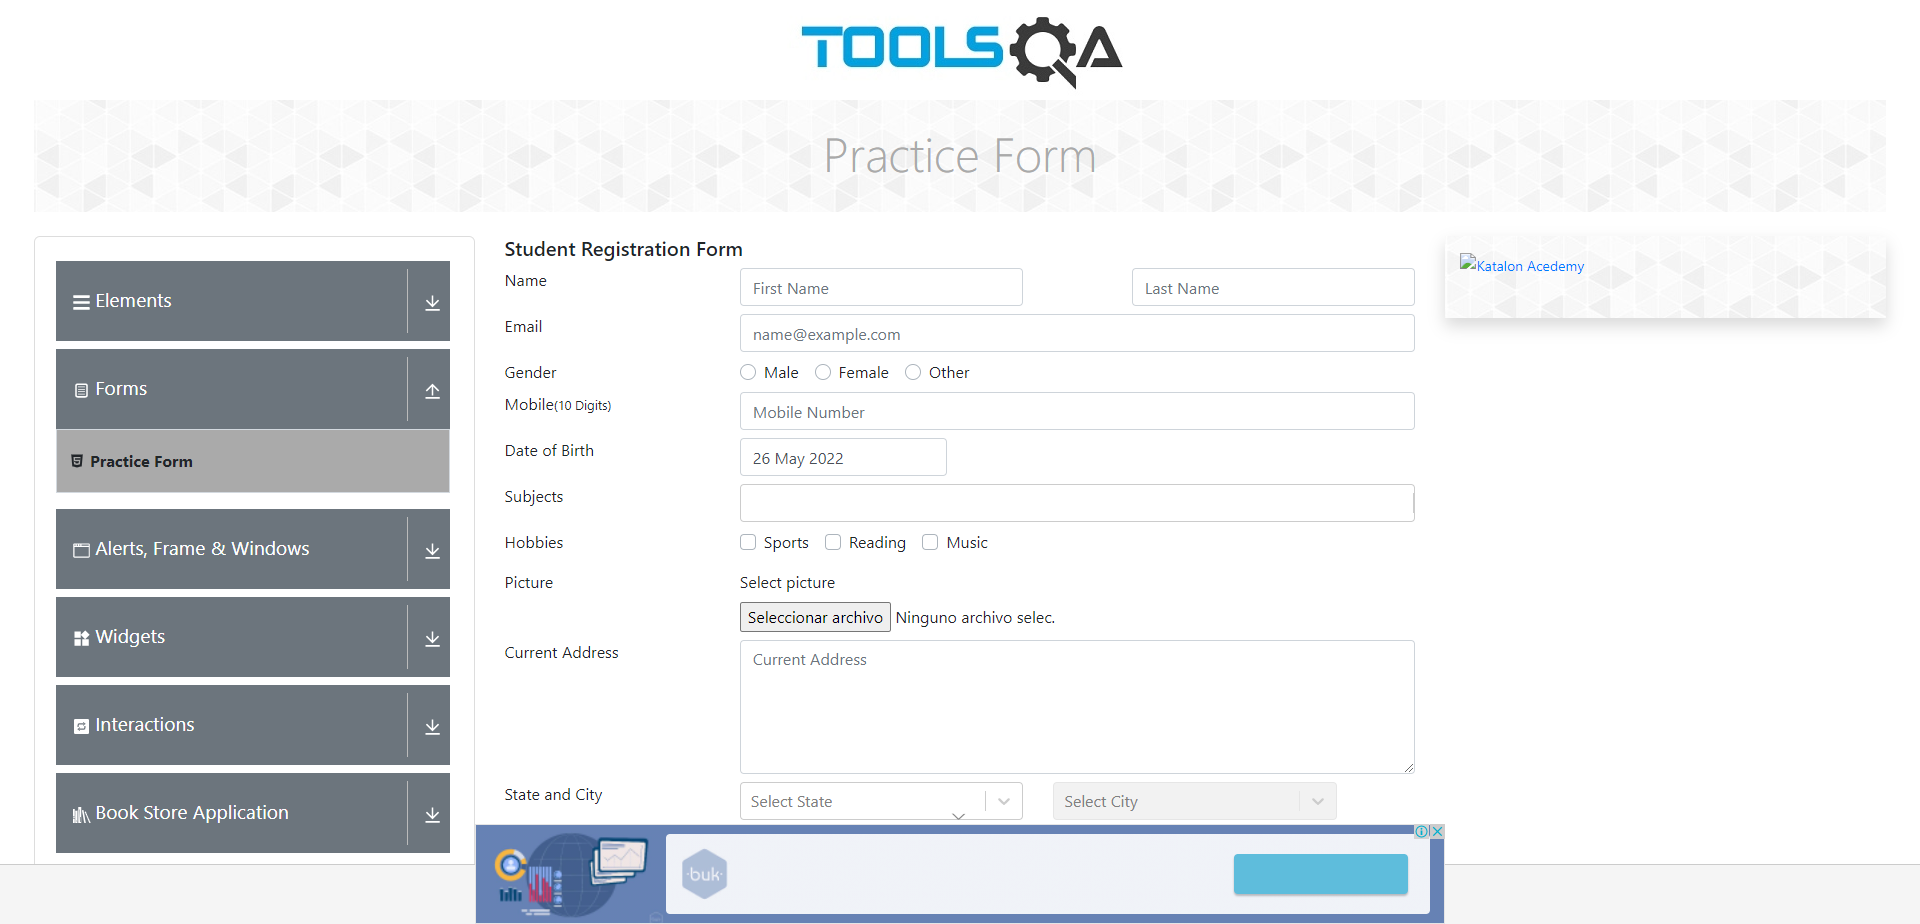 TOOLSQA
Practice Form
Elements
Forms
Practice Form
Alerts, Frame & Windows
Widgets
Interactions
Book Store Application
Student Registration Form
Name
First Name
Last Name
Email
name@example.com
Gender
Male Female Other
Mobile(10 Digits)
Mobile Number
Date of Birth
26 May 2022
Subjects
Hobbies
Sports Reading Music
Picture
Select picture
Seleccionar archivo Ninguno archivo selec.
Current Address
Current Address
State and City
Select State
Select City
Katalon Acedemy
·buk·